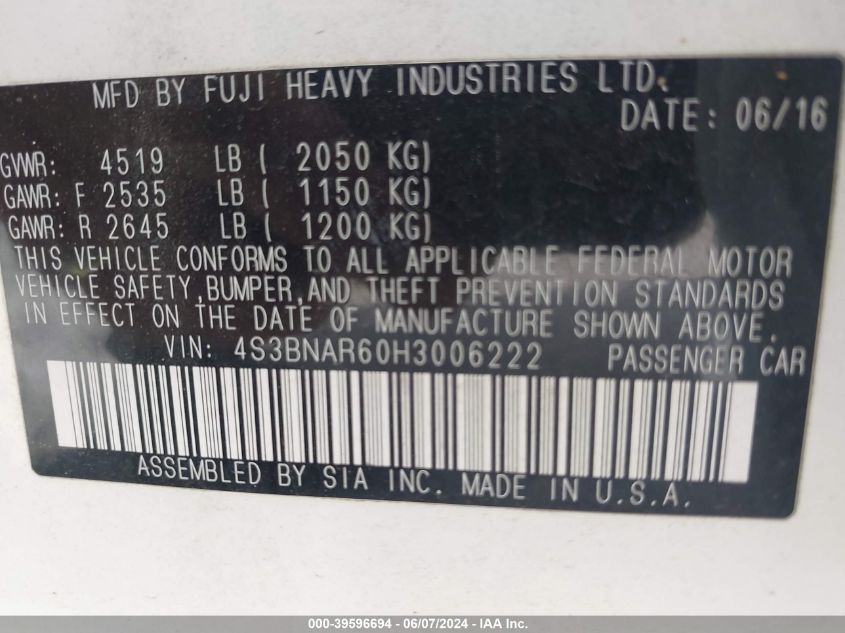 MFD BY FUJI HEAVY INDUSTRIES LTD.
DATE: 06/16
GVWR: 4519 LB ( 2050 KG)
GAWR: F 2535 LB ( 1150 KG)
GAWR: R 2645 LB ( 1200 KG)
THIS VEHICLE CONFORMS TO ALL APPLICABLE FEDERAL MOTOR
VEHICLE SAFETY,BUMPER,AND THEFT PREVENTION STANDARDS
IN EFFECT ON THE DATE OF MANUFACTURE SHOWN ABOVE.
VIN: 4S3BNAR60H3006222 PASSENGER CAR
ASSEMBLED BY SIA INC. MADE IN U.S.A.
000-39596694 - 06/07/2024 - IAA Inc.